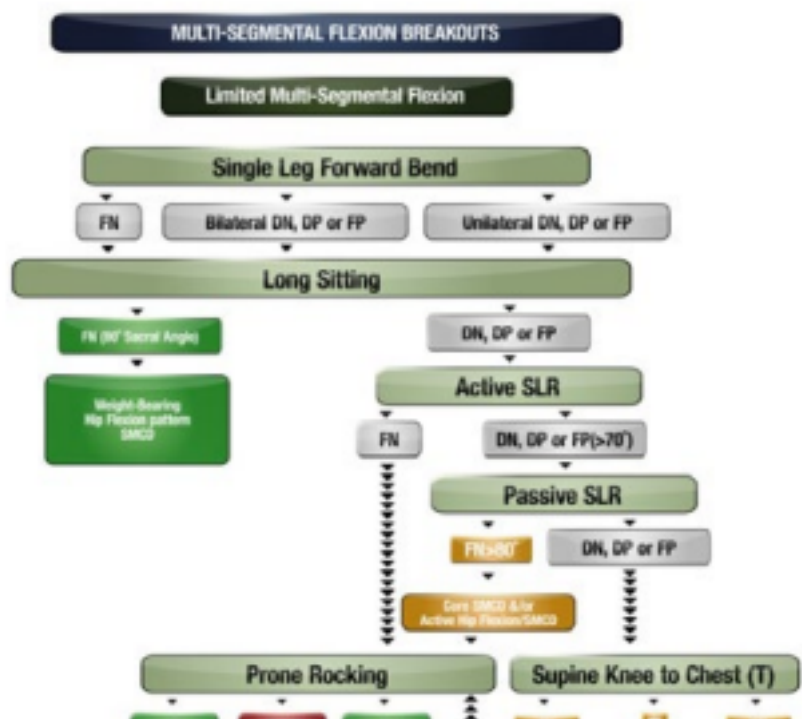 MULTI-SEGMENTAL FLEXION BREAKOUTS
Limited Multi-Segmental Flexion
Single Leg Forward Bend
FN
Bilateral DN, DP or FP
Unilateral DN, DP or FP
Long Sitting
FN (90° Sacral Angle)
DN, DP or FP
Weight-Bearing
Hip Flexion pattern
SMCD
Active SLR
FN
DN, DP or FP(>70°)
Passive SLR
FN>80°
DN, DP or FP
Core SMCD &/or
Active Hip Flexion/SMCD
Prone Rocking
Supine Knee to Chest (T)